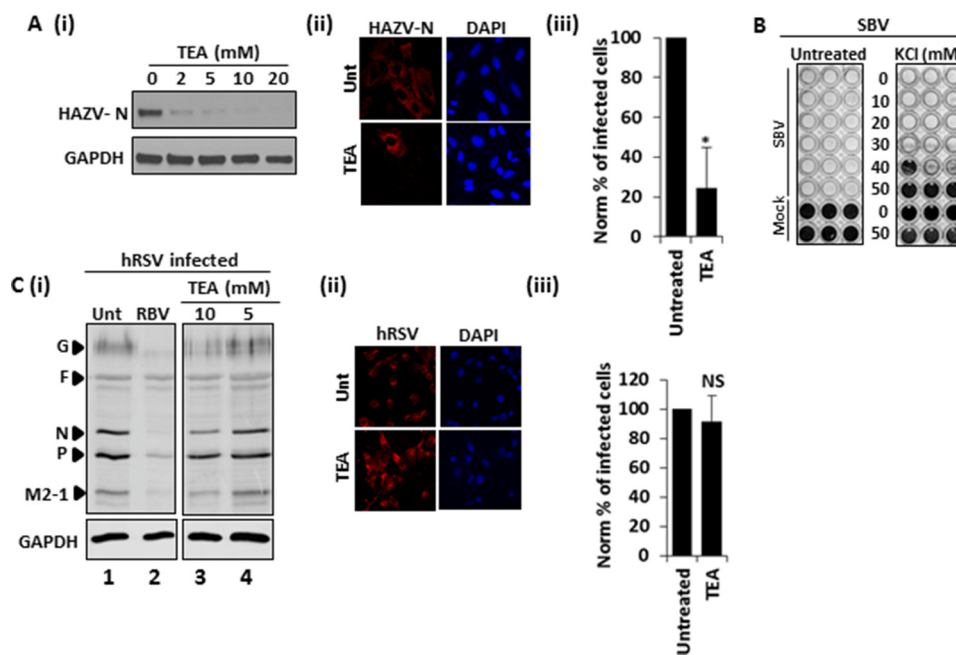 A (i)
TEA (mM)
0 2 5 10 20
HAZV- N
GAPDH
(ii)
HAZV-N DAPI
Unt
TEA
(iii)
Norm % of infected cells
100
80
60
40
20
0
*
Untreated
TEA
B
SBV
Untreated KCl (mM
SBV
Mock
0
10
20
30
40
50
0
50
C (i)
hRSV infected
TEA (mM)
Unt RBV 10 5
G
F
N
P
M2-1
GAPDH
1 2 3 4
(ii)
hRSV DAPI
Unt
TEA
(iii)
Norm % of infected cells
120
100
80
60
40
20
0
NS
Untreated
TEA